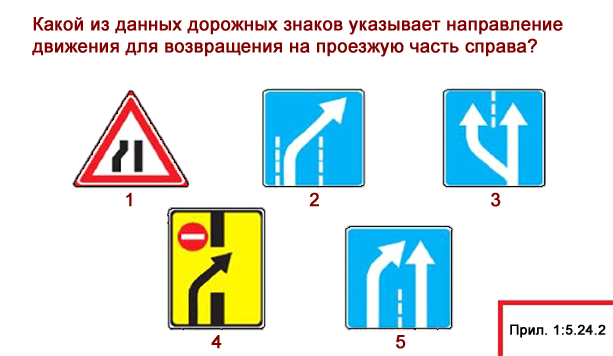 Какой из данных дорожных знаков указывает направление
движения для возвращения на проезжую часть справа?
1
2
3
4
5
Прил. 1:5.24.2